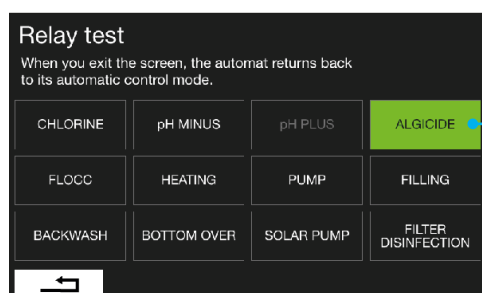 Relay test
When you exit the screen, the automat returns back
to its automatic control mode.
CHLORINE
pH MINUS
pH PLUS
ALGICIDE
FLOCC
HEATING
PUMP
FILLING
BACKWASH
BOTTOM OVER
SOLAR PUMP
FILTER
DISINFECTION